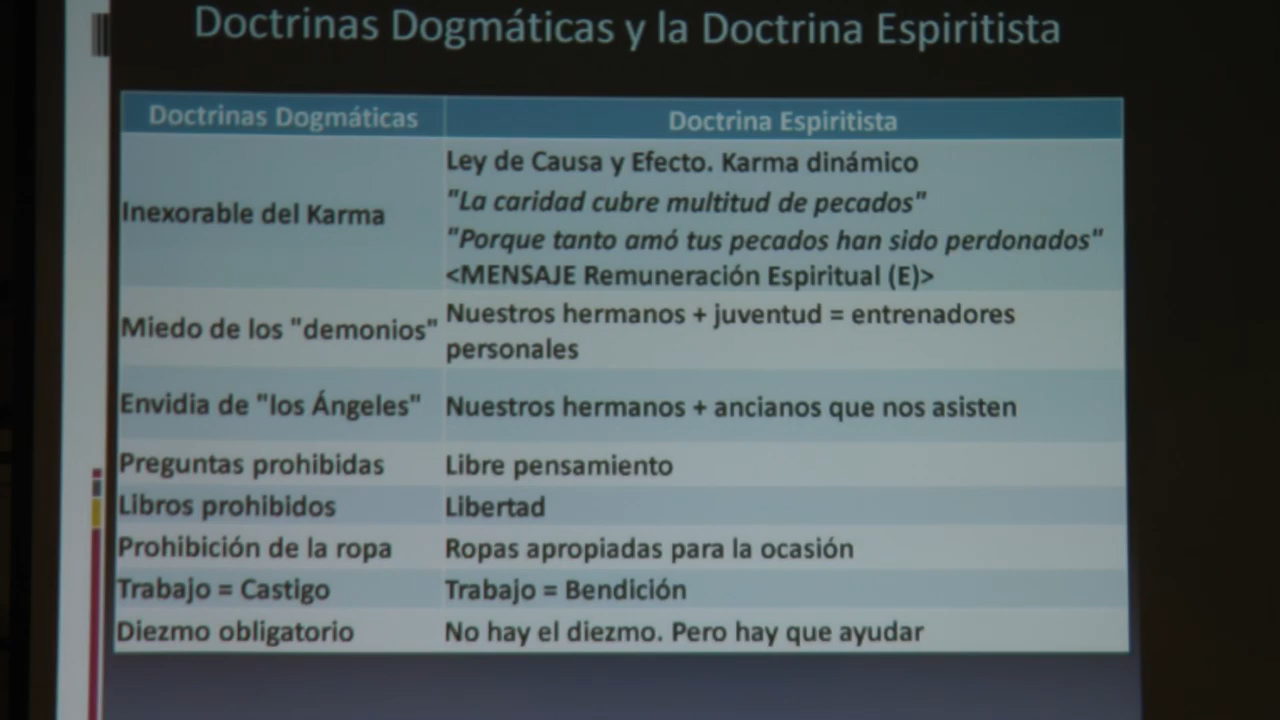 Doctrinas Dogmáticas y la Doctrina Espiritista
Doctrinas Dogmáticas
Doctrina Espiritista
Inexorable del Karma
Ley de Causa y Efecto. Karma dinámico
"La caridad cubre multitud de pecados"
"Porque tanto amó tus pecados han sido perdonados"
<MENSAJE Remuneración Espiritual (E)>
Miedo de los "demonios"
Nuestros hermanos + juventud = entrenadores
personales
Envidia de "los Ángeles"
Nuestros hermanos + ancianos que nos asisten
Preguntas prohibidas
Libre pensamiento
Libros prohibidos
Libertad
Prohibición de la ropa
Ropas apropiadas para la ocasión
Trabajo = Castigo
Trabajo = Bendición
Diezmo obligatorio
No hay el diezmo. Pero hay que ayudar